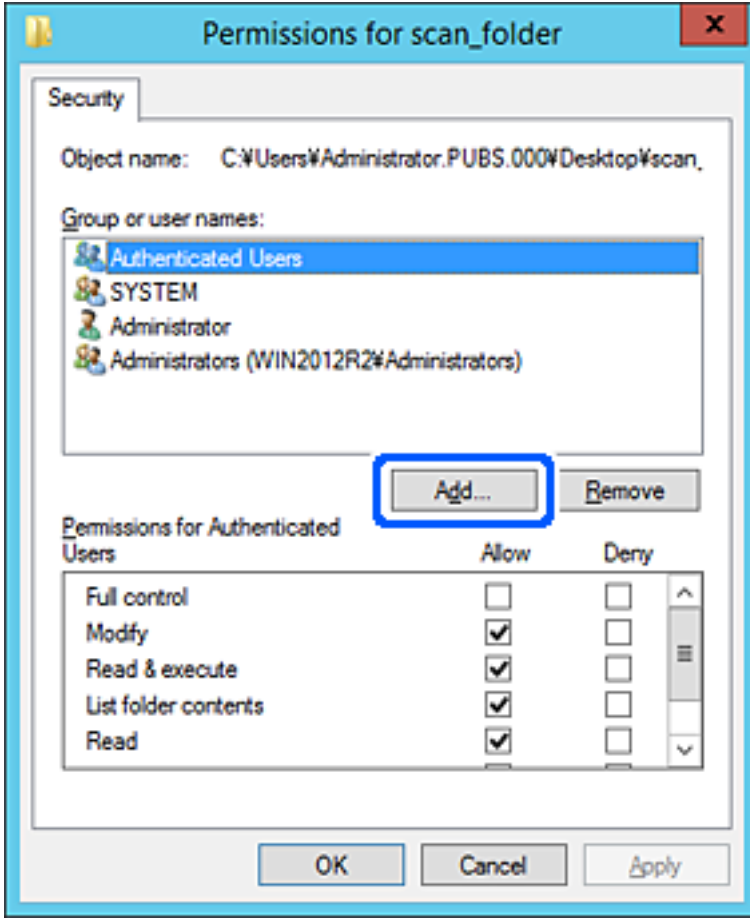 Permissions for scan_folder
x
Security
Object name: C:¥Users¥Administrator.PUBS.000¥Desktop¥scan_
Group or user names:
Authenticated Users
SYSTEM
Administrator
Administrators (WIN2012R2¥Administrators)
Add... Remove
Permissions for Authenticated
Users Allow Deny
Full control
Modify
Read & execute
List folder contents
Read
OK Cancel Apply